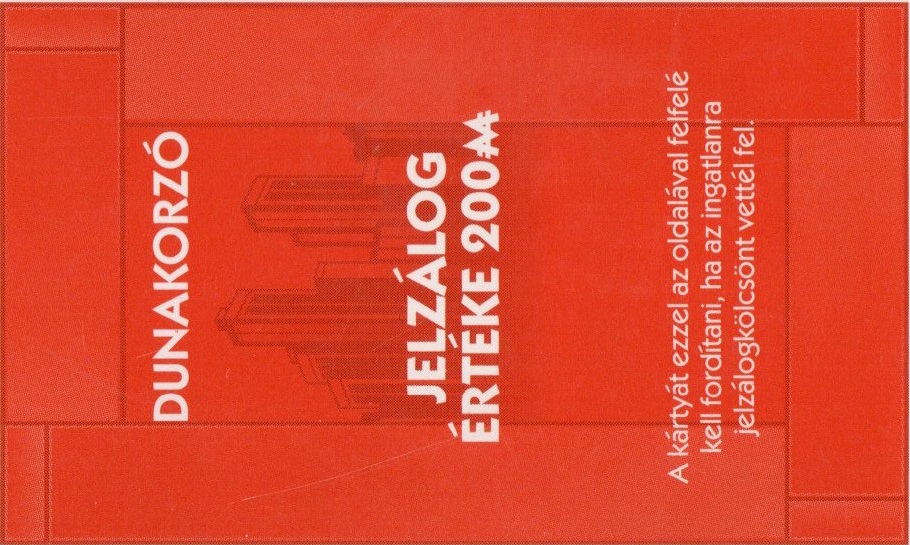 DUNAKORZÓ
JELZÁLOG
ÉRTÉKE 200₩
A kártyát ezzel az oldalával felfelé
kell fordítani, ha az ingatlanra
jelzálogkölcsönt vettél fel.